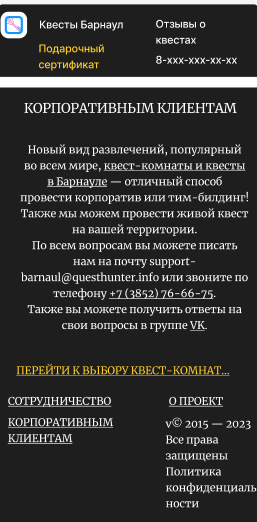 Квесты Барнаул
Подарочный
сертификат
Отзывы о
квестах
8-xxx-xxx-xx-xx
КОРПОРАТИВНЫМ КЛИЕНТАМ
Новый вид развлечений, популярный
во всем мире, квест-комнаты и квесты
в Барнауле — отличный способ
провести корпоратив или тим-билдинг!
Также мы можем провести живой квест
на вашей территории.
По всем вопросам вы можете писать
нам на почту support-
barnaul@questhunter.info или звоните по
телефону +7 (3852) 76-66-75.
Также вы можете получить ответы на
свои вопросы в группе VK.
ПЕРЕЙТИ К ВЫБОРУ КВЕСТ-КОМНАТ...
СОТРУДНИЧЕСТВО
КОРПОРАТИВНЫМ
КЛИЕНТАМ
О ПРОЕКТ
v© 2015 — 2023
Все права
защищены
Политика
конфиденциаль
ности